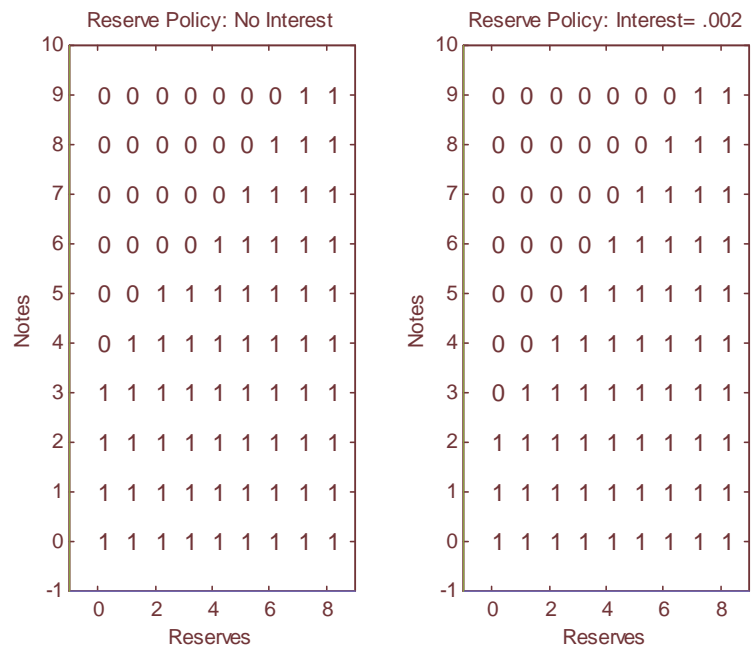 Reserve Policy: No Interest
10
9 0 0 0 0 0 0 0 1 1
8 0 0 0 0 0 0 1 1 1
7 0 0 0 0 0 1 1 1 1
6 0 0 0 0 1 1 1 1 1
5 0 0 1 1 1 1 1 1 1
4 0 1 1 1 1 1 1 1 1
3 1 1 1 1 1 1 1 1 1
2 1 1 1 1 1 1 1 1 1
1 1 1 1 1 1 1 1 1 1
0 1 1 1 1 1 1 1 1 1
-1
Notes
0 2 4 6 8
Reserves
Reserve Policy: Interest= .002
10
9 0 0 0 0 0 0 0 1 1
8 0 0 0 0 0 0 1 1 1
7 0 0 0 0 0 1 1 1 1
6 0 0 0 0 1 1 1 1 1
5 0 0 0 1 1 1 1 1 1
4 0 0 1 1 1 1 1 1 1
3 0 1 1 1 1 1 1 1 1
2 1 1 1 1 1 1 1 1 1
1 1 1 1 1 1 1 1 1 1
0 1 1 1 1 1 1 1 1 1
-1
Notes
0 2 4 6 8
Reserves